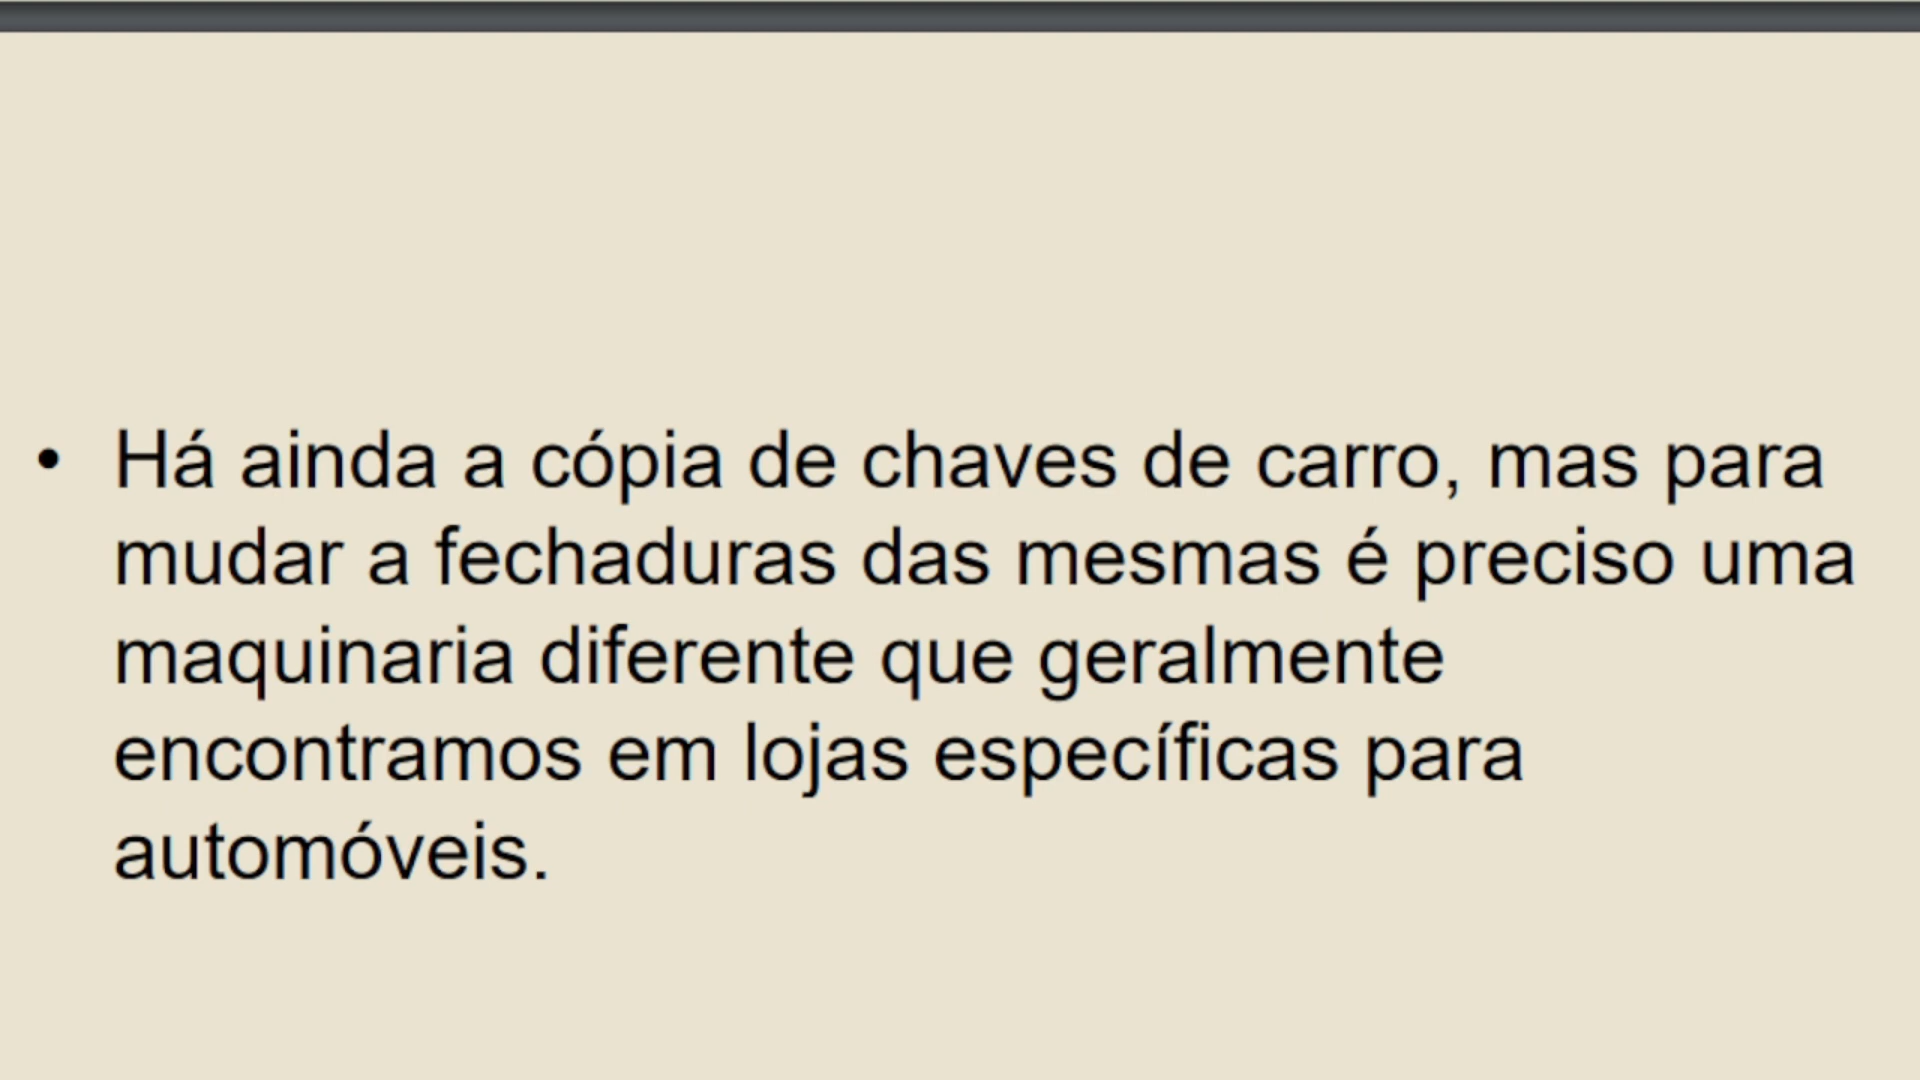 • Há ainda a cópia de chaves de carro, mas para
mudar a fechaduras das mesmas é preciso uma
maquinaria diferente que geralmente
encontramos em lojas específicas para
automóveis.